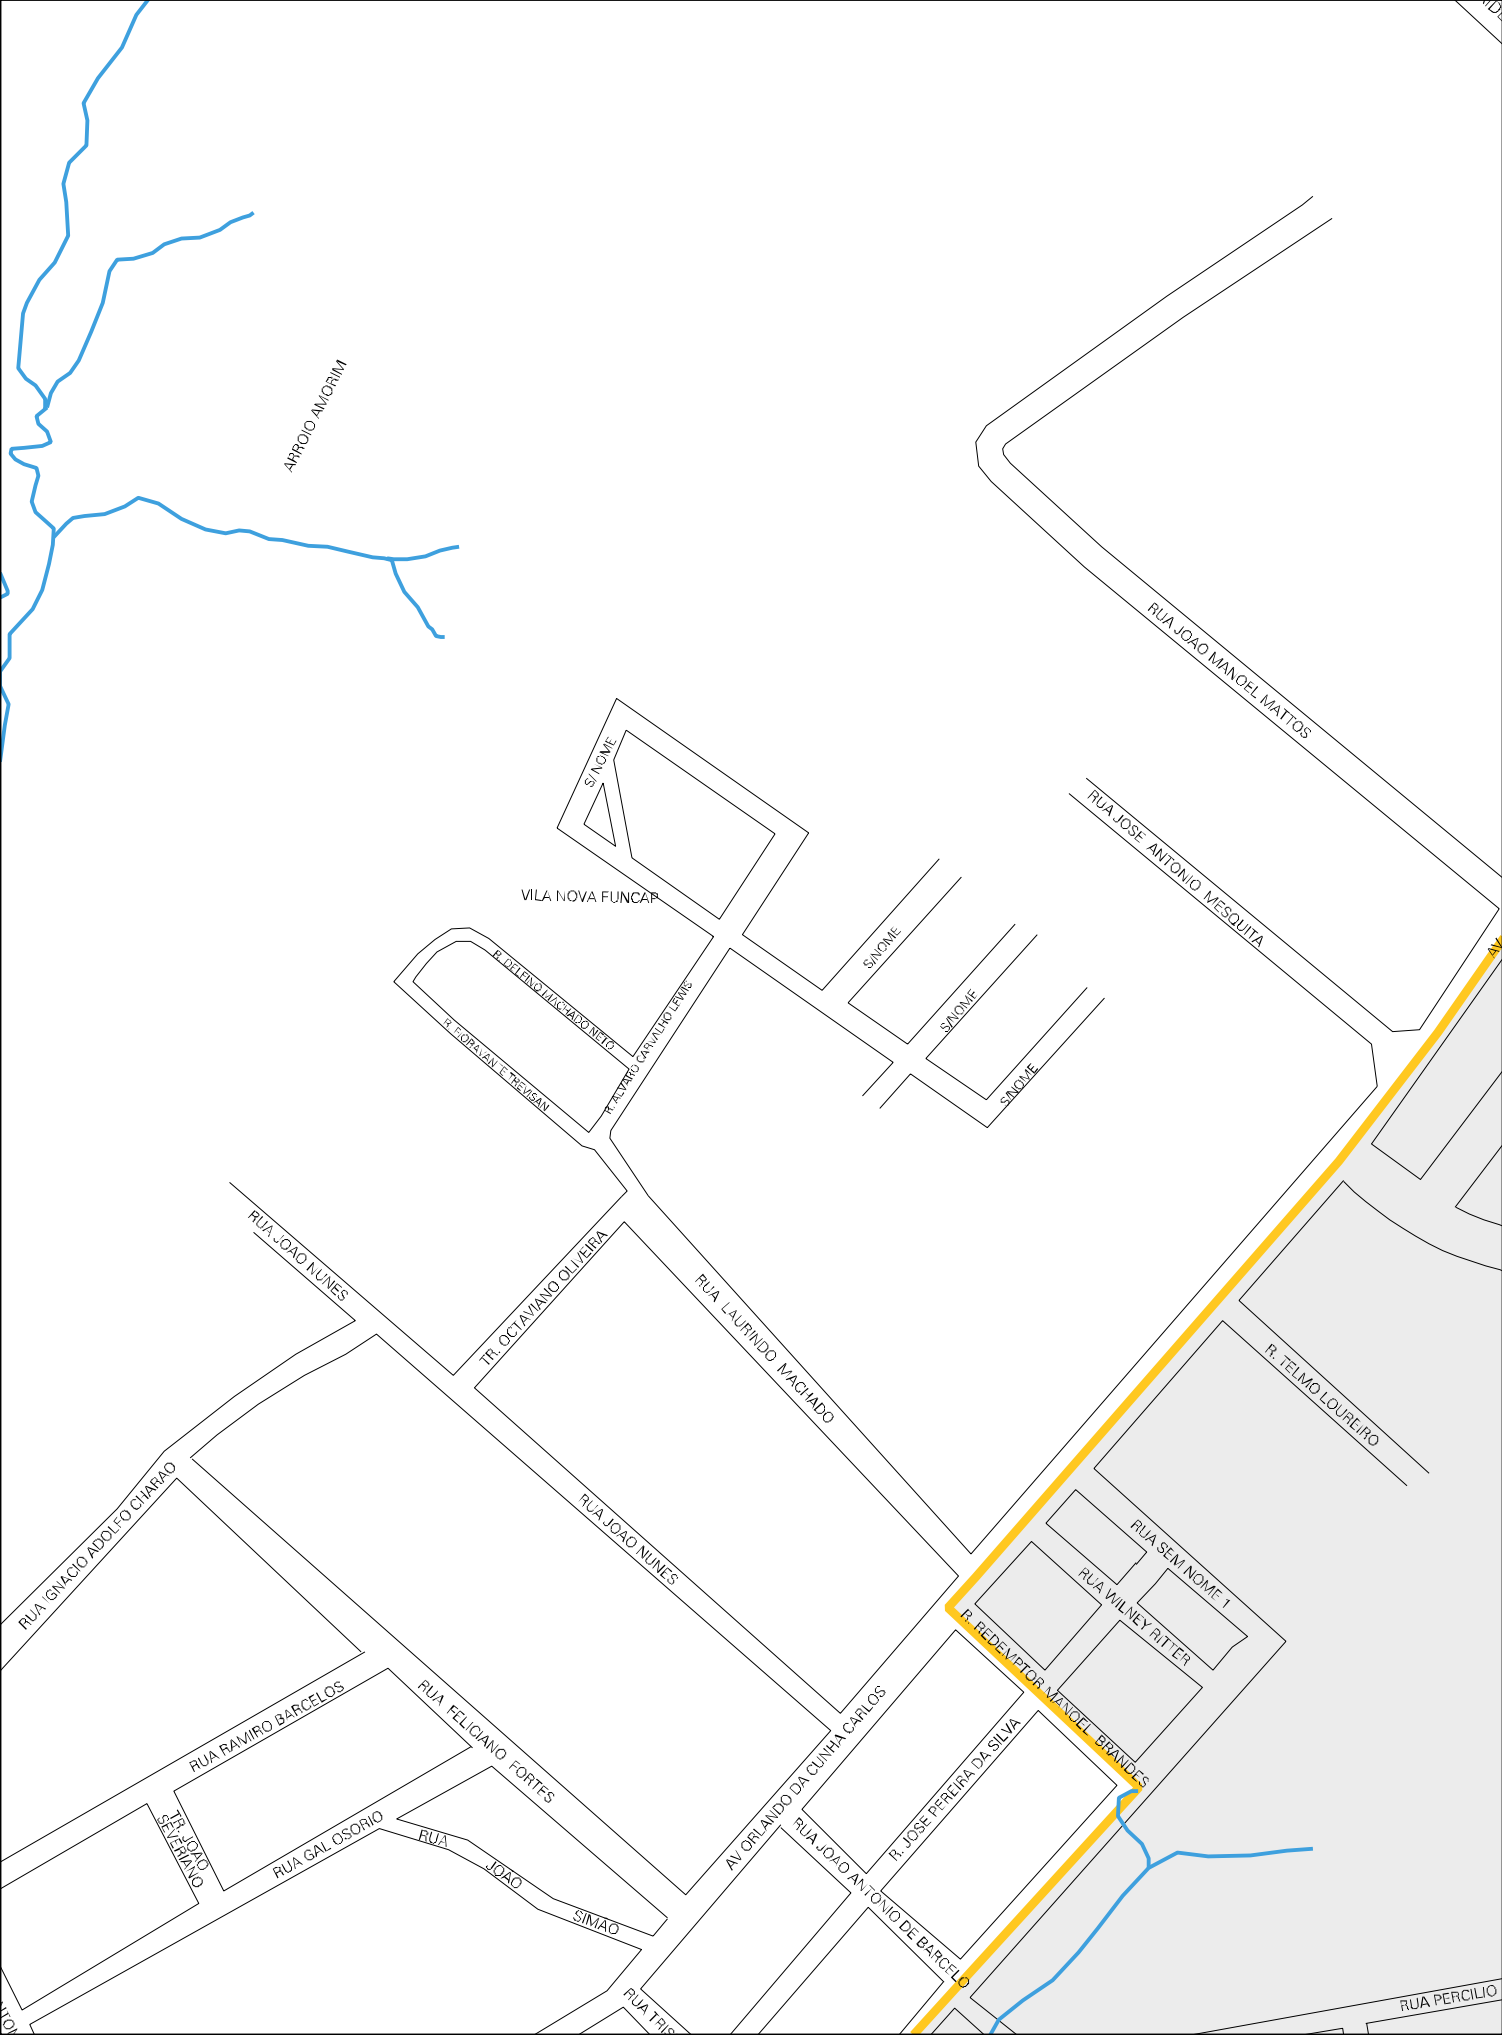 ARROIO AMORIM
RUA JOAO MANOEL MATTOS
S/ NOME
RUA JOSE ANTONIO MESQUITA
VILA NOVA FUNCAP
S/NOME
S/NOME
S/NOME
AV
R. DELFINO MACHADO NETO
R. FIORAVANTE TREVISAN
R. ALVARO CARVALHO LEWIS
RUA JOAO NUNES
TR. OCTAVIANO OLIVEIRA
RUA LAURINDO MACHADO
R. TELMO LOUREIRO
RUA IGNACIO ADOLFO CHARAO
RUA JOAO NUNES
RUA SEM NOME 1
RUA WILNEY RITTER
R. REDEMPTOR MANOEL BRANDES
RUA RAMIRO BARCELOS
RUA FELICIANO FORTES
AV ORLANDO DA CUNHA CARLOS
R. JOSE PEREIRA DA SILVA
TR. JOAO
SEVERIANO
RUA GAL OSORIO
RUA JOAO SIMAO
RUA JOAO ANTONIO DE BARCELO
RUA TRIS
RUA PERCILIO